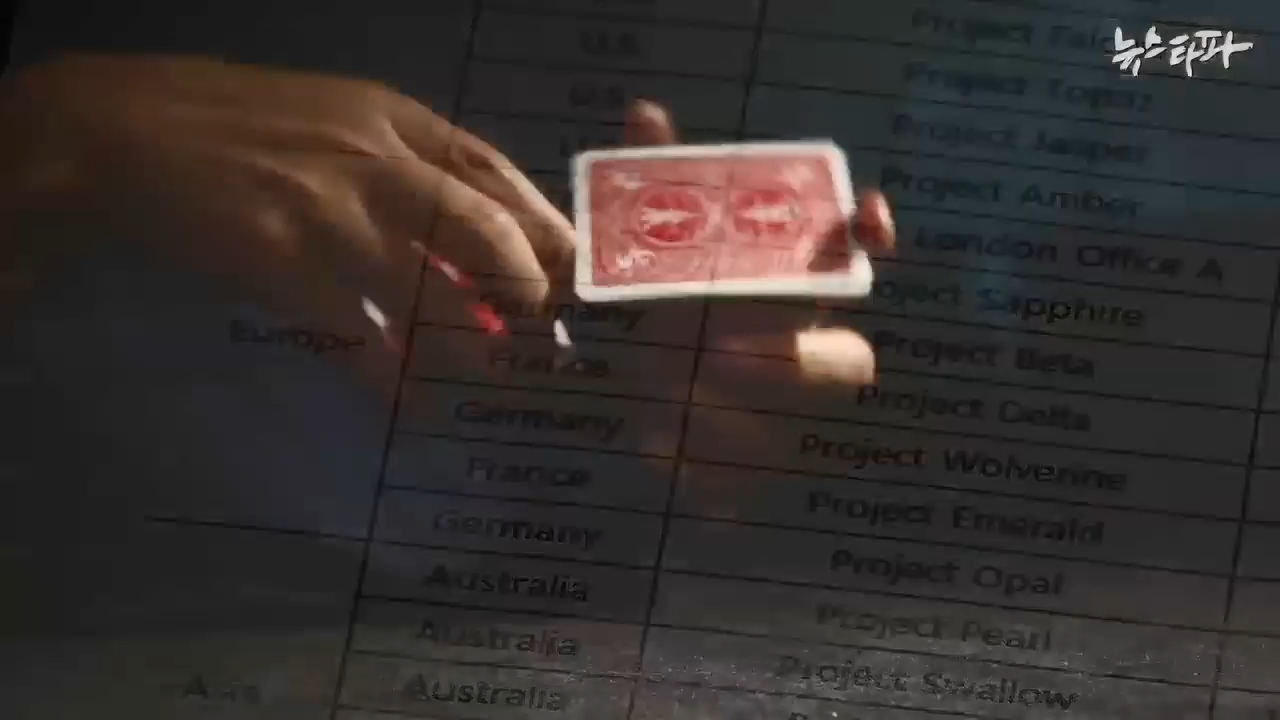 뉴스타파
U.S.
Project Topaz
Project Jasper
Project Amber
London Office A
Germany
Project Sapphire
Europe
France
Project Beta
Germany
Project Delta
France
Project Wolverine
Germany
Project Emerald
Australia
Project Opal
Australia
Project Pearl
Australia
Project Swallow